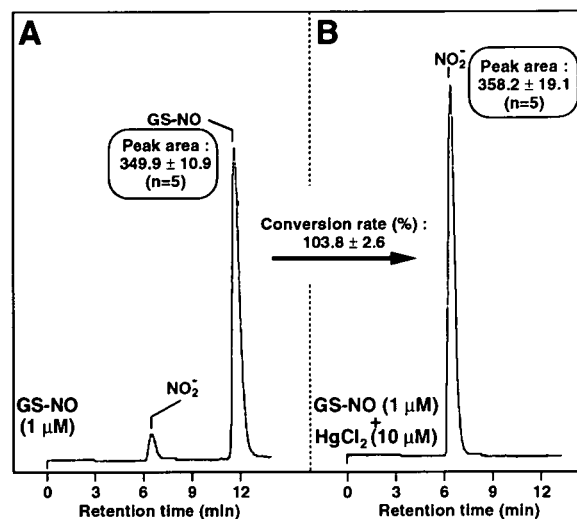 A
GS-NO
Peak area :
349.9 ± 10.9
(n=5)
NO₂⁻
GS-NO
(1 µM)
0 3 6 9 12
Retention time (min)
Conversion rate (%) :
103.8 ± 2.6
B
NO₂⁻
Peak area :
358.2 ± 19.1
(n=5)
GS-NO (1 µM)
+
HgCl₂ (10 µM)
0 3 6 9 12
Retention time (min)